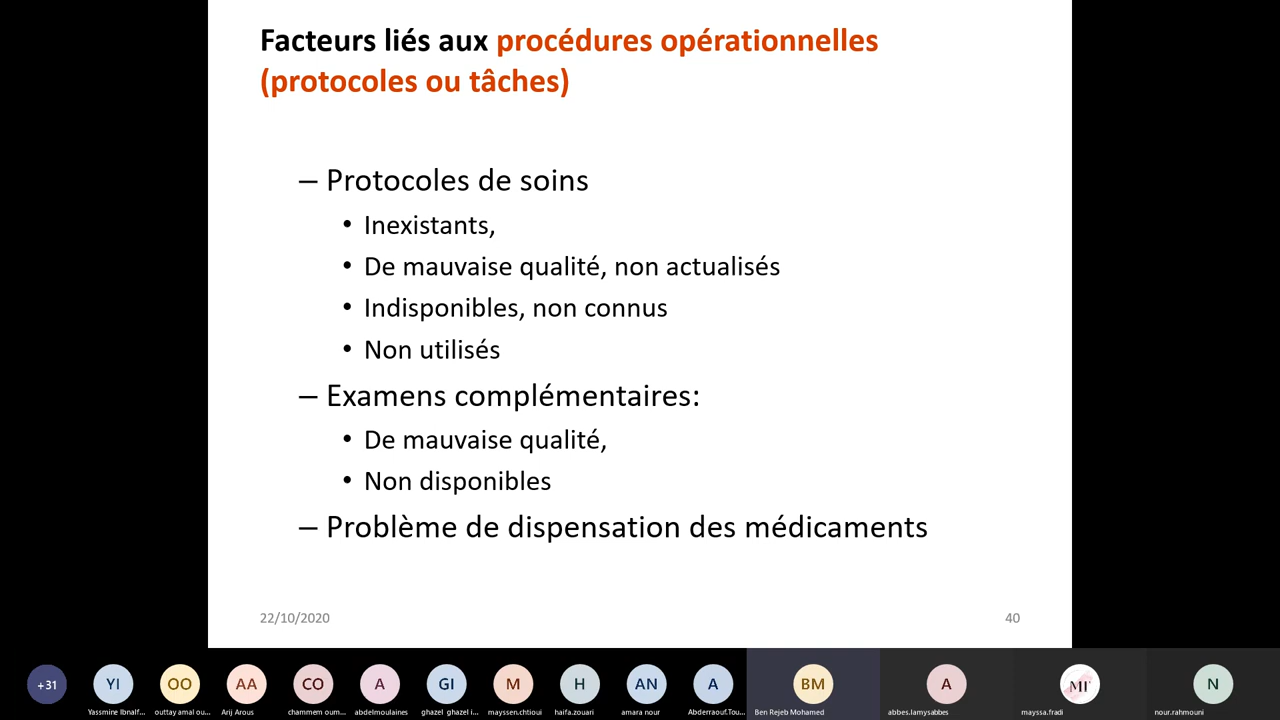 Facteurs liés aux procédures opérationnelles
(protocoles ou tâches)
– Protocoles de soins
• Inexistants,
• De mauvaise qualité, non actualisés
• Indisponibles, non connus
• Non utilisés
– Examens complémentaires:
• De mauvaise qualité,
• Non disponibles
– Problème de dispensation des médicaments
22/10/2020
40
+31
YI
OO
AA
CO
A
GI
M
H
AN
A
BM
A
MF
N
Yassmine Ibnalf...
outtay amal ou...
Arij Arous
chammem oum...
abdelmoulaines
ghazel ghazel i...
mayssen.chtioui
haifa.zouari
amara nour
Abderraouf.Tou...
Ben Rejeb Mohamed
abbes.lamysabbes
mayssa.fradi
nour.rahmouni